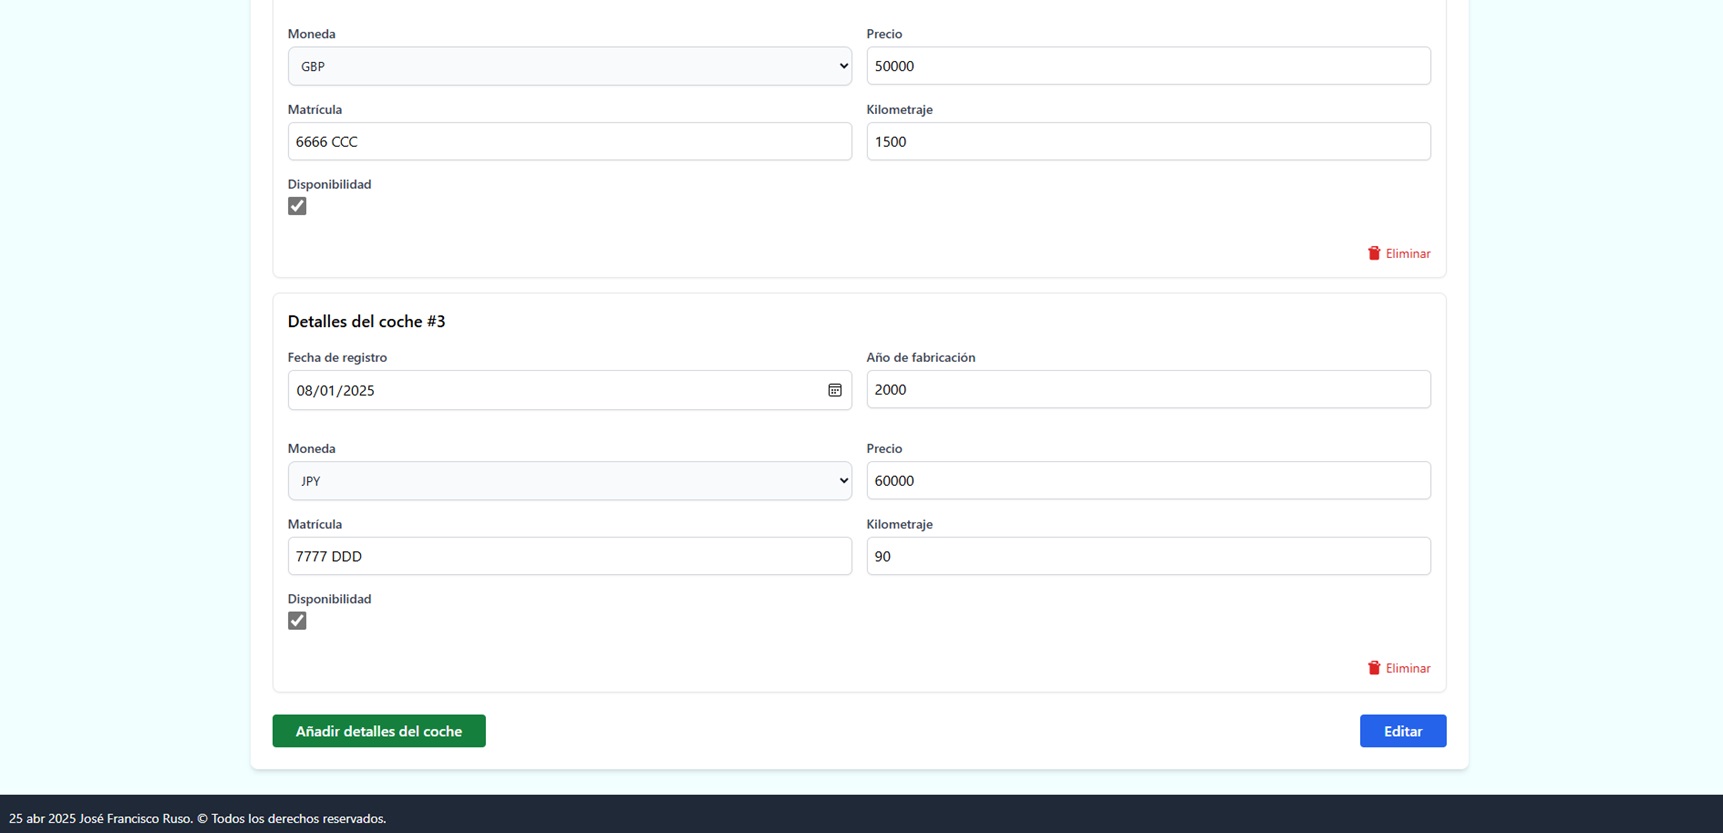 Moneda Precio
GBP 50000
Matrícula Kilometraje
6666 CCC 1500
Disponibilidad
Eliminar
Detalles del coche #3
Fecha de registro Año de fabricación
08/01/2025 2000
Moneda Precio
JPY 60000
Matrícula Kilometraje
7777 DDD 90
Disponibilidad
Eliminar
Añadir detalles del coche Editar
25 abr 2025 José Francisco Ruso. © Todos los derechos reservados.